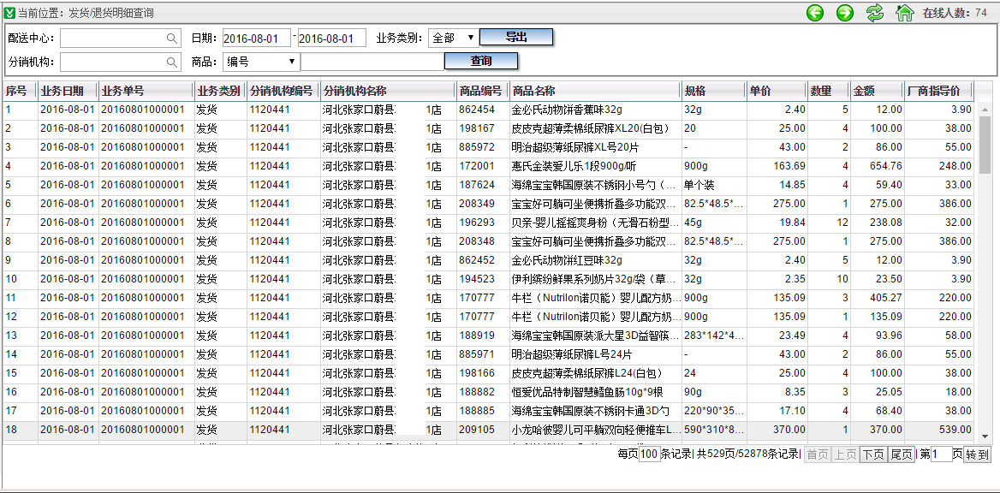 当前位置：发货/退货明细查询 在线人数：74
配送中心： 日期：2016-08-01 - 2016-08-01 业务类别：全部 导出
分销机构： 商品：编号 查询
序号 业务日期 业务单号 业务类别 分销机构编号 分销机构名称 商品编号 商品名称 规格 单价 数量 金额 厂商指导价
1 2016-08-01 20160801000001 发货 1120441 河北张家口蔚县 1店 862454 金必氏动物饼香蕉味32g 32g 2.40 5 12.00 3.90
2 2016-08-01 20160801000001 发货 1120441 河北张家口蔚县 1店 198167 皮皮克超薄柔棉纸尿裤XL20(白包） 20 25.00 4 100.00 38.00
3 2016-08-01 20160801000001 发货 1120441 河北张家口蔚县 1店 885972 明治超级薄纸尿裤XL号20片 - 43.00 2 86.00 55.00
4 2016-08-01 20160801000001 发货 1120441 河北张家口蔚县 1店 172001 惠氏金装爱儿乐1段900g/听 900g 163.69 4 654.76 248.00
5 2016-08-01 20160801000001 发货 1120441 河北张家口蔚县 1店 187624 海绵宝宝韩国原装不锈钢小号勺（... 单个装 14.85 4 59.40 33.00
6 2016-08-01 20160801000001 发货 1120441 河北张家口蔚县 1店 208349 宝宝好可躺可坐便携折叠多功能双... 82.5*48.5*... 275.00 1 275.00 386.00
7 2016-08-01 20160801000001 发货 1120441 河北张家口蔚县 1店 196293 贝亲-婴儿摇摇爽身粉（无滑石粉型... 45g 19.84 12 238.08 32.00
8 2016-08-01 20160801000001 发货 1120441 河北张家口蔚县 1店 208348 宝宝好可躺可坐便携折叠多功能双... 82.5*48.5*... 275.00 1 275.00 386.00
9 2016-08-01 20160801000001 发货 1120441 河北张家口蔚县 1店 862452 金必氏动物饼红豆味32g 32g 2.40 5 12.00 3.90
10 2016-08-01 20160801000001 发货 1120441 河北张家口蔚县 1店 194523 伊利缤纷鲜果系列奶片32g/袋（草... 32g 2.35 10 23.50 3.90
11 2016-08-01 20160801000001 发货 1120441 河北张家口蔚县 1店 170777 牛栏（Nutrilon诺贝能）婴儿配方奶... 900g 135.09 3 405.27 220.00
12 2016-08-01 20160801000001 发货 1120441 河北张家口蔚县 1店 170777 牛栏（Nutrilon诺贝能）婴儿配方奶... 900g 135.09 1 135.09 220.00
13 2016-08-01 20160801000001 发货 1120441 河北张家口蔚县 1店 188919 海绵宝宝韩国原装派大星3D益智筷... 283*142*4... 23.49 4 93.96 58.00
14 2016-08-01 20160801000001 发货 1120441 河北张家口蔚县 1店 885971 明治超级薄纸尿裤L号24片 - 43.00 2 86.00 55.00
15 2016-08-01 20160801000001 发货 1120441 河北张家口蔚县 1店 198166 皮皮克超薄柔棉纸尿裤L24(白包） 24 25.00 4 100.00 38.00
16 2016-08-01 20160801000001 发货 1120441 河北张家口蔚县 1店 188882 恒爱优品特制智慧鳕鱼肠10g*9根 90g 8.35 3 25.05 18.00
17 2016-08-01 20160801000001 发货 1120441 河北张家口蔚县 1店 188885 海绵宝宝韩国原装不锈钢卡通3D勺 220*90*35... 17.10 4 68.40 38.00
18 2016-08-01 20160801000001 发货 1120441 河北张家口蔚县 1店 209105 小龙哈彼婴儿可平躺双向轻便推车L... 590*310*8... 370.00 1 370.00 539.00
每页100条记录| 共529页/52878条记录| 首页 上页 下页 尾页 | 第1页 转到